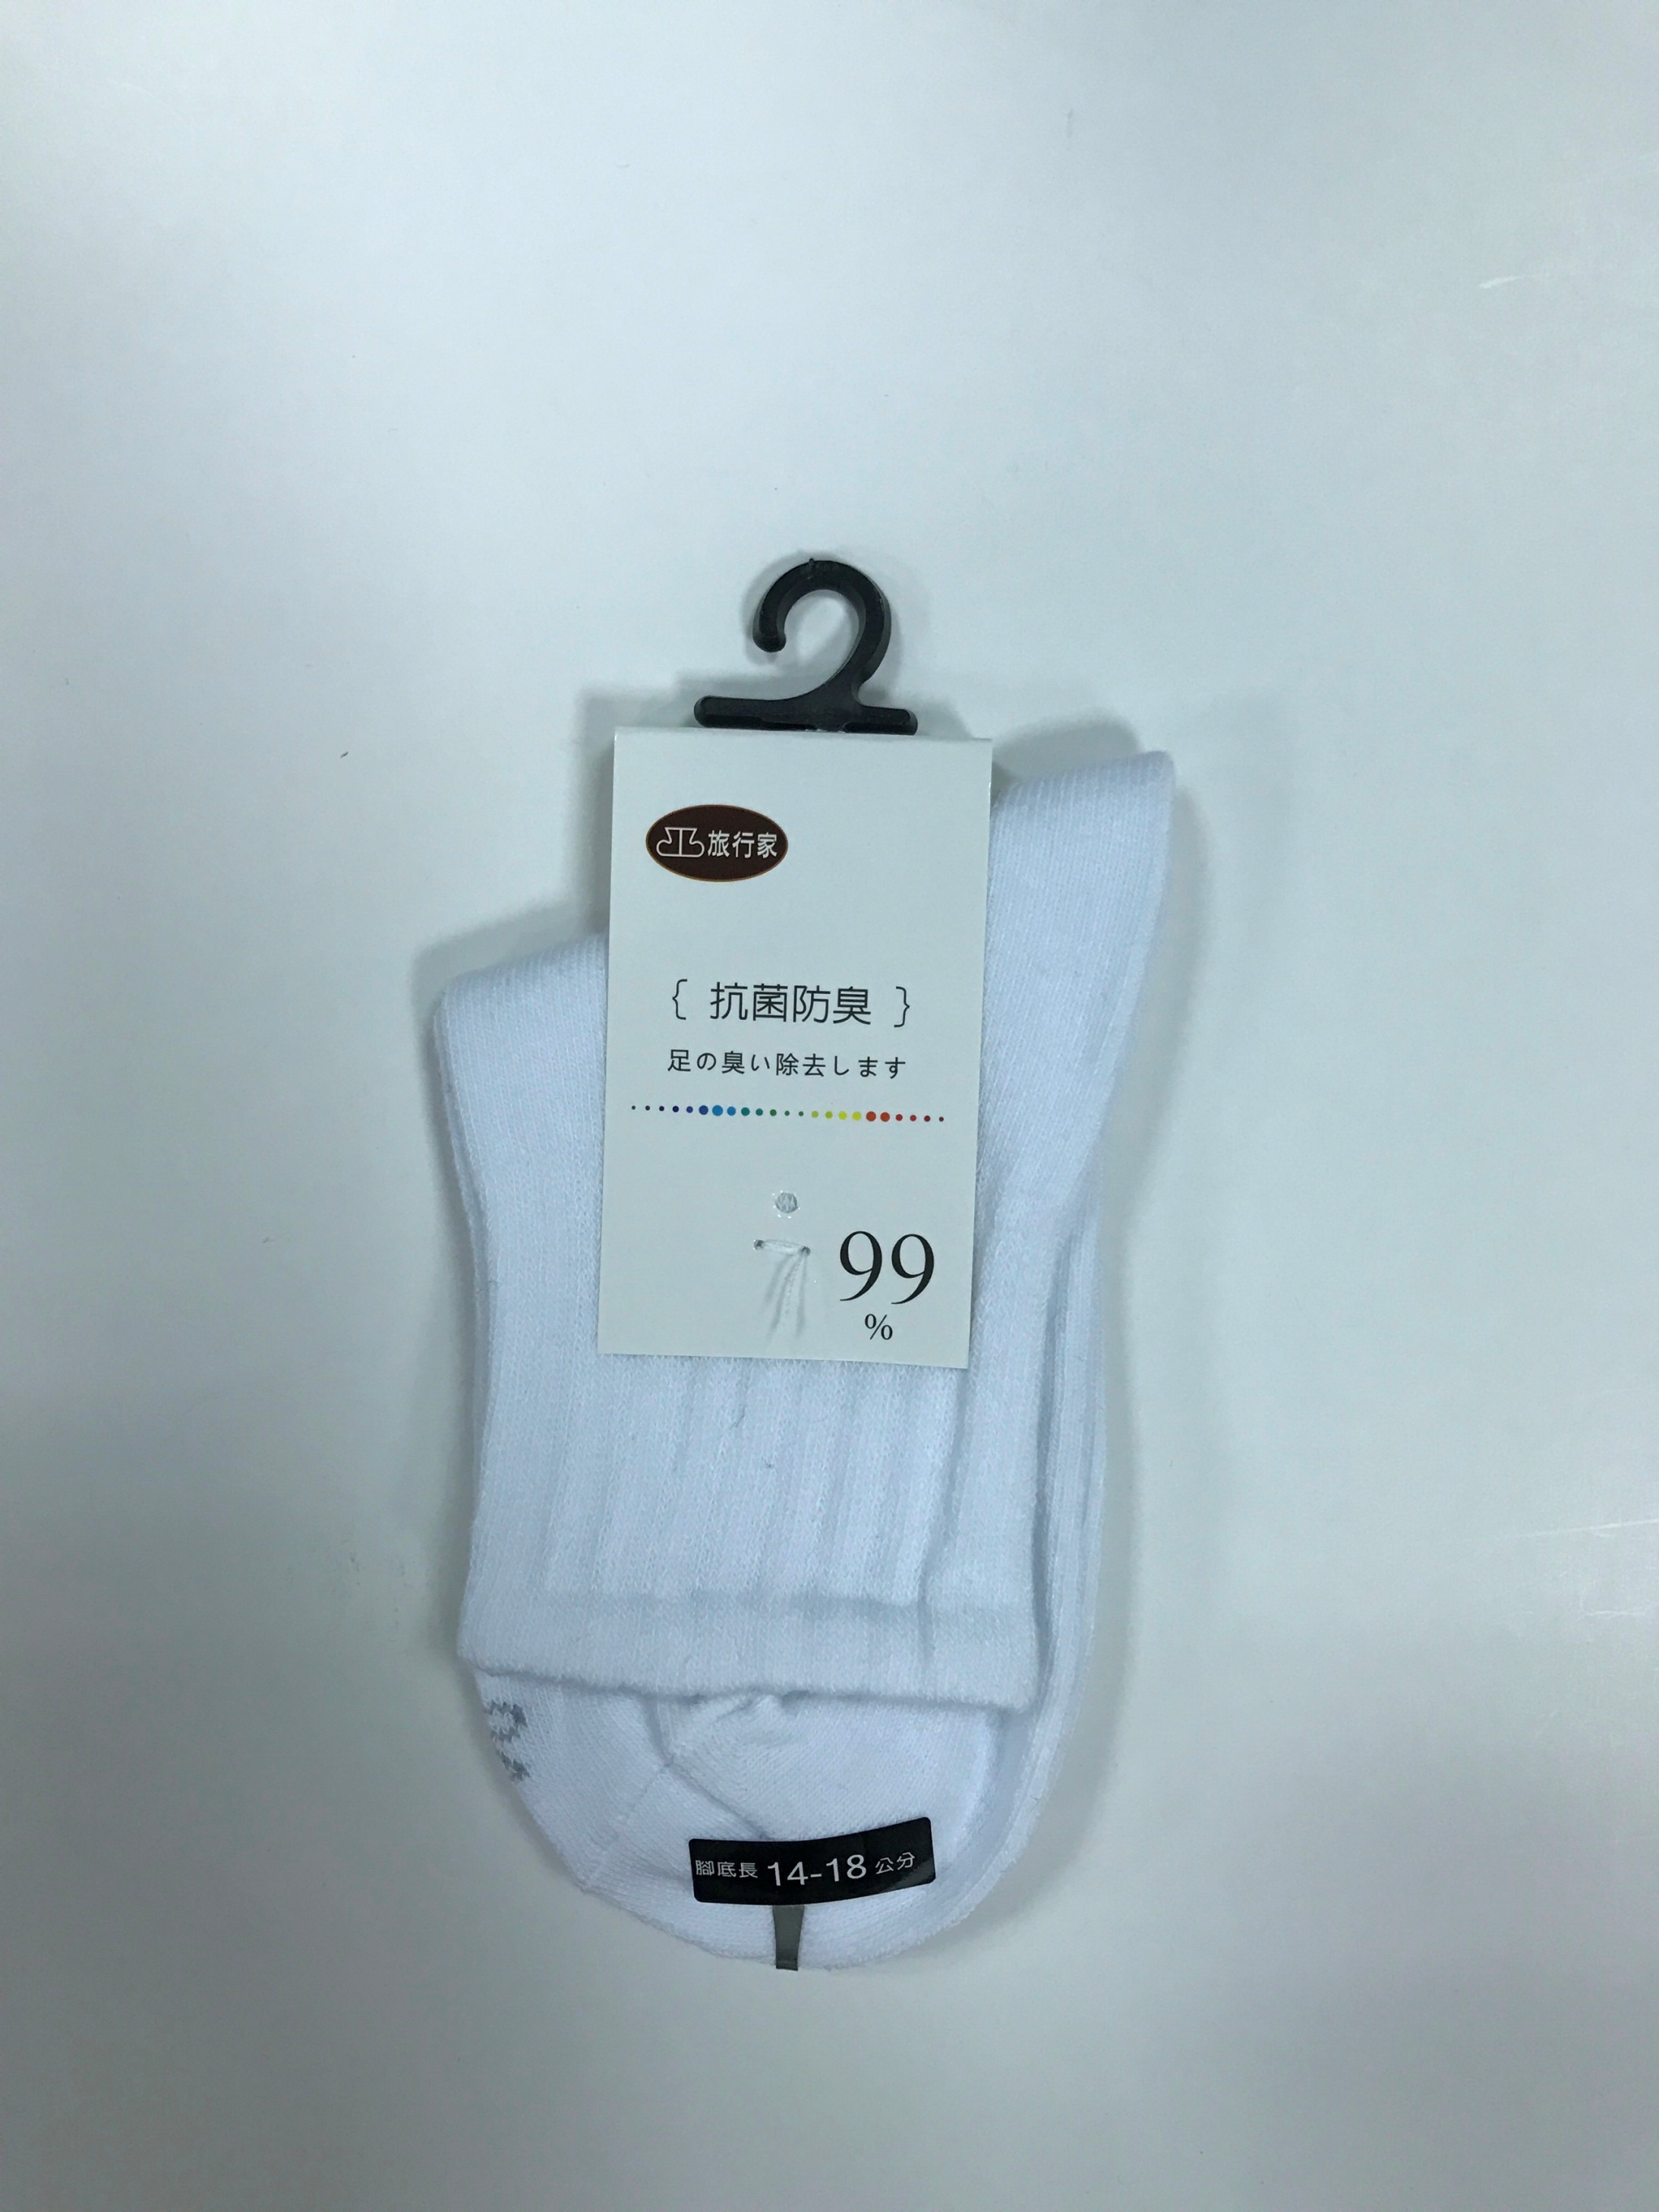 旅行家
{ 抗菌防臭 }
足の臭い除去します
99
%
腳底長 14-18 公分